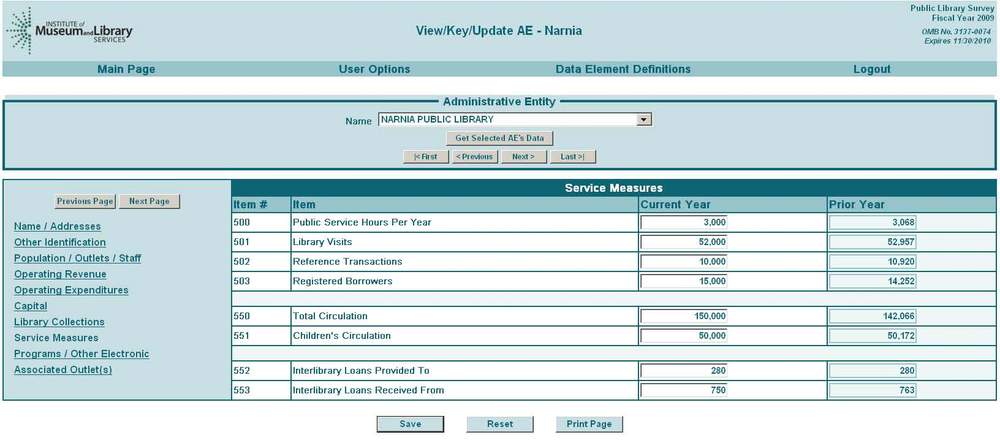 INSTITUTE of
Museum and Library
SERVICES
View/Key/Update AE - Narnia
Public Library Survey
Fiscal Year 2009
OMB No. 3137-0074
Expires 11/30/2010
Main Page User Options Data Element Definitions Logout
Administrative Entity
Name NARNIA PUBLIC LIBRARY
Get Selected AE's Data
|< First < Previous Next > Last >|
Previous Page Next Page
Name / Addresses
Other Identification
Population / Outlets / Staff
Operating Revenue
Operating Expenditures
Capital
Library Collections
Service Measures
Programs / Other Electronic
Associated Outlet(s)
Service Measures
Item # Item Current Year Prior Year
500 Public Service Hours Per Year 3,000 3,068
501 Library Visits 52,000 52,957
502 Reference Transactions 10,000 10,920
503 Registered Borrowers 15,000 14,252
550 Total Circulation 150,000 142,066
551 Children's Circulation 50,000 50,172
552 Interlibrary Loans Provided To 280 280
553 Interlibrary Loans Received From 750 763
Save Reset Print Page